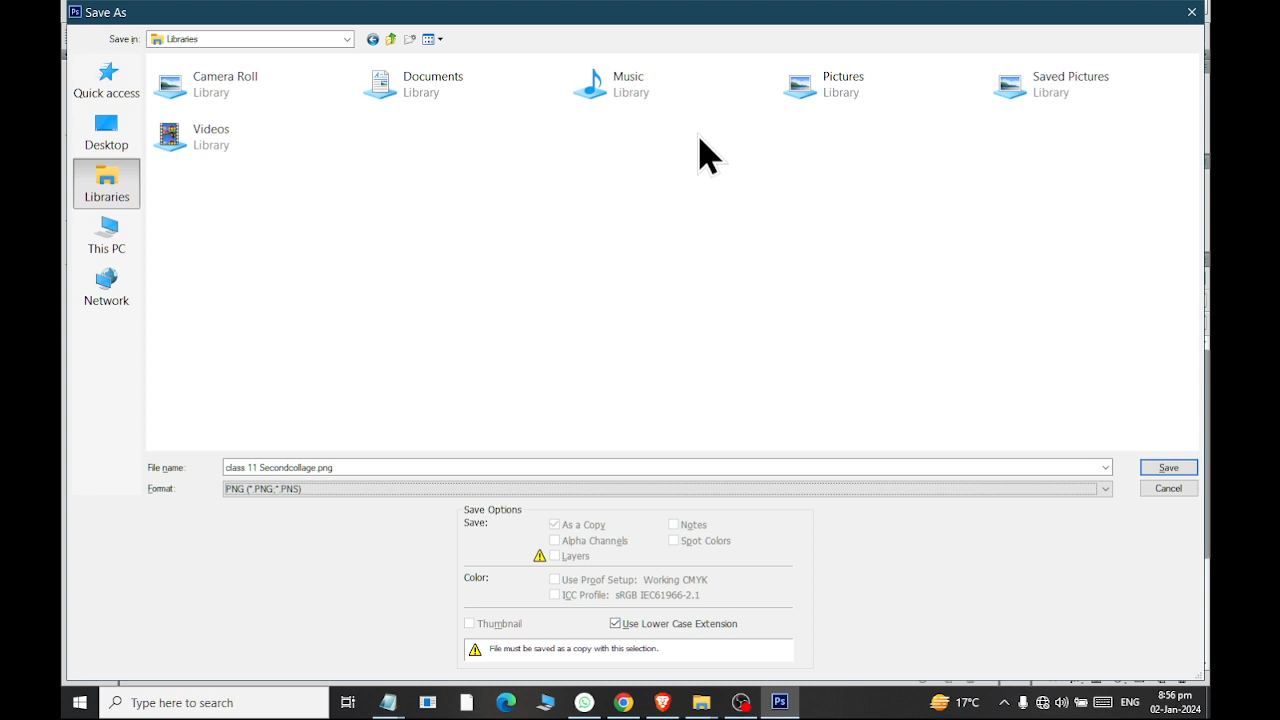 Ps Save As
Save in: Libraries
Quick access
Desktop
Libraries
This PC
Network
Camera Roll
Library
Documents
Library
Music
Library
Pictures
Library
Saved Pictures
Library
Videos
Library
File name: class 11 Secondcollage.png Save
Format: PNG (*.PNG;*.PNS) Cancel
Save Options
Save: As a Copy Notes
Alpha Channels Spot Colors
Layers
Color: Use Proof Setup: Working CMYK
ICC Profile: sRGB IEC61966-2.1
Thumbnail Use Lower Case Extension
File must be saved as a copy with this selection.
Type here to search Ps 17°C ENG 8:56 pm
02-Jan-2024